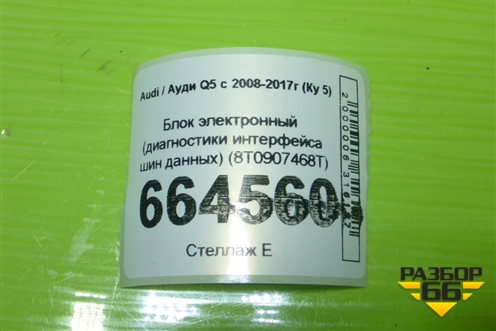 Audi / Ауди Q5 с 2008-2017г (Ку 5)
Блок электронный
(диагностики интерфейса
шин данных) (8T0907468T)
664560
Стеллаж Е
РАЗБОР
66